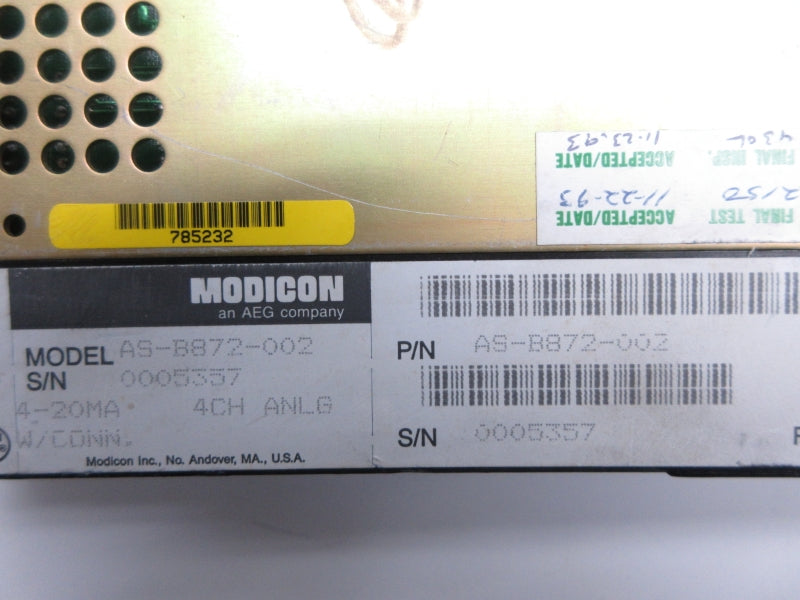 785232
430L 11-23-93
FINAL INSP. ACCEPTED/DATE
2150 11-22-93
FINAL TEST ACCEPTED/DATE
MODICON
an AEG company
MODEL AS-B872-002
S/N 0005357
4-20MA 4CH ANLG
W/CONN.
Modicon Inc., No. Andover, MA., U.S.A.
P/N AS-B872-002
S/N 0005357